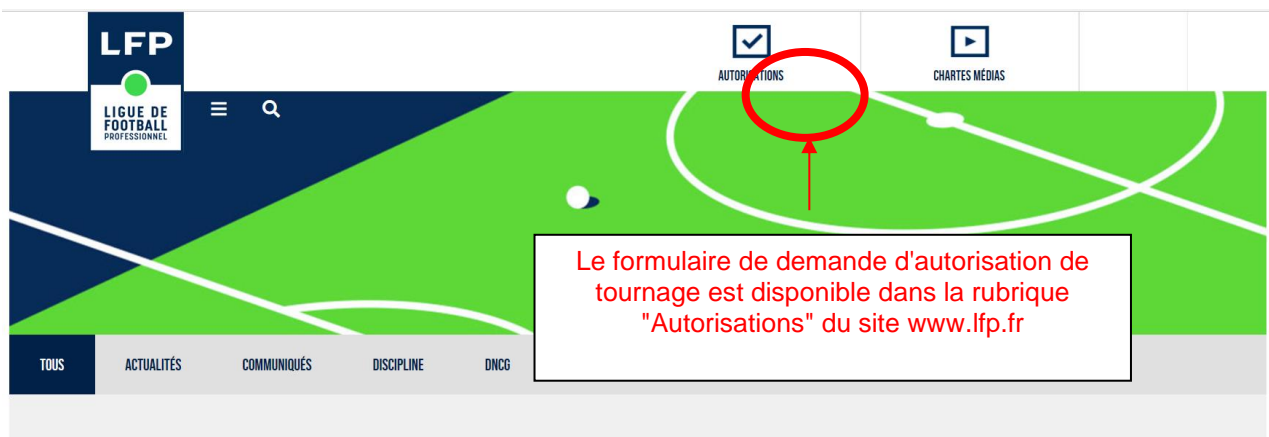 LFP
LIGUE DE
FOOTBALL
PROFESSIONNEL
AUTORISATIONS
CHARTES MÉDIAS
Le formulaire de demande d'autorisation de
tournage est disponible dans la rubrique
"Autorisations" du site www.lfp.fr
TOUS
ACTUALITÉS
COMMUNIQUÉS
DISCIPLINE
DNCG